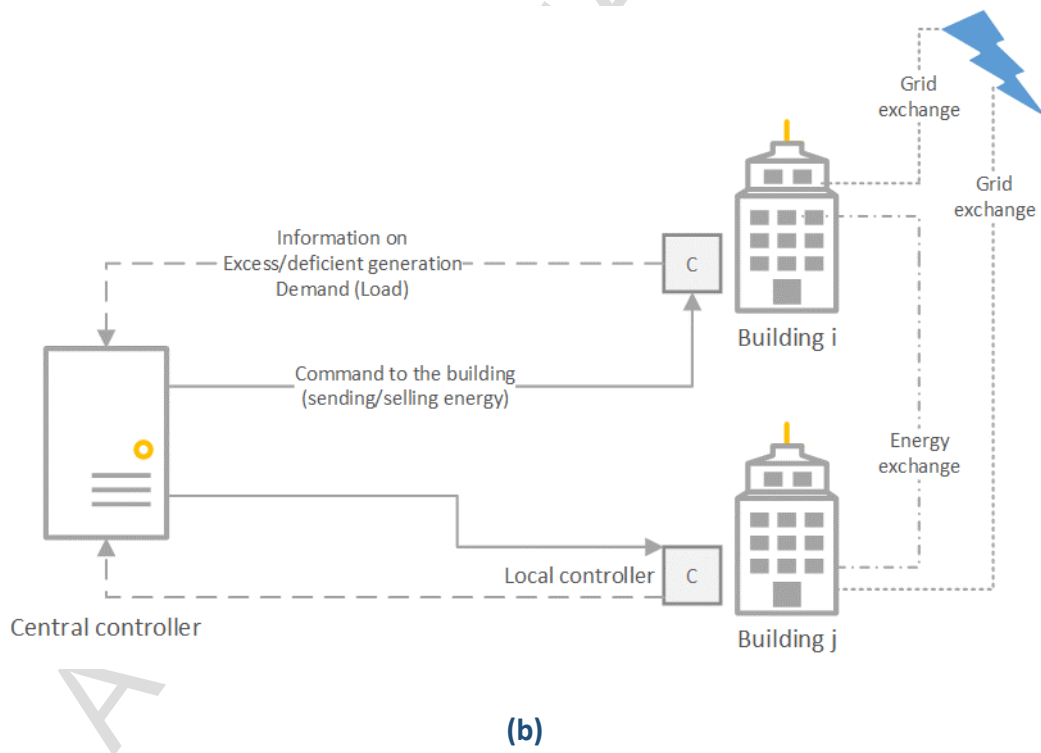 Grid
exchange
Grid
exchange
Information on
Excess/deficient generation
Demand (Load)
C
Building i
Command to the building
(sending/selling energy)
Energy
exchange
Local controller
C
Central controller
Building j
A
(b)